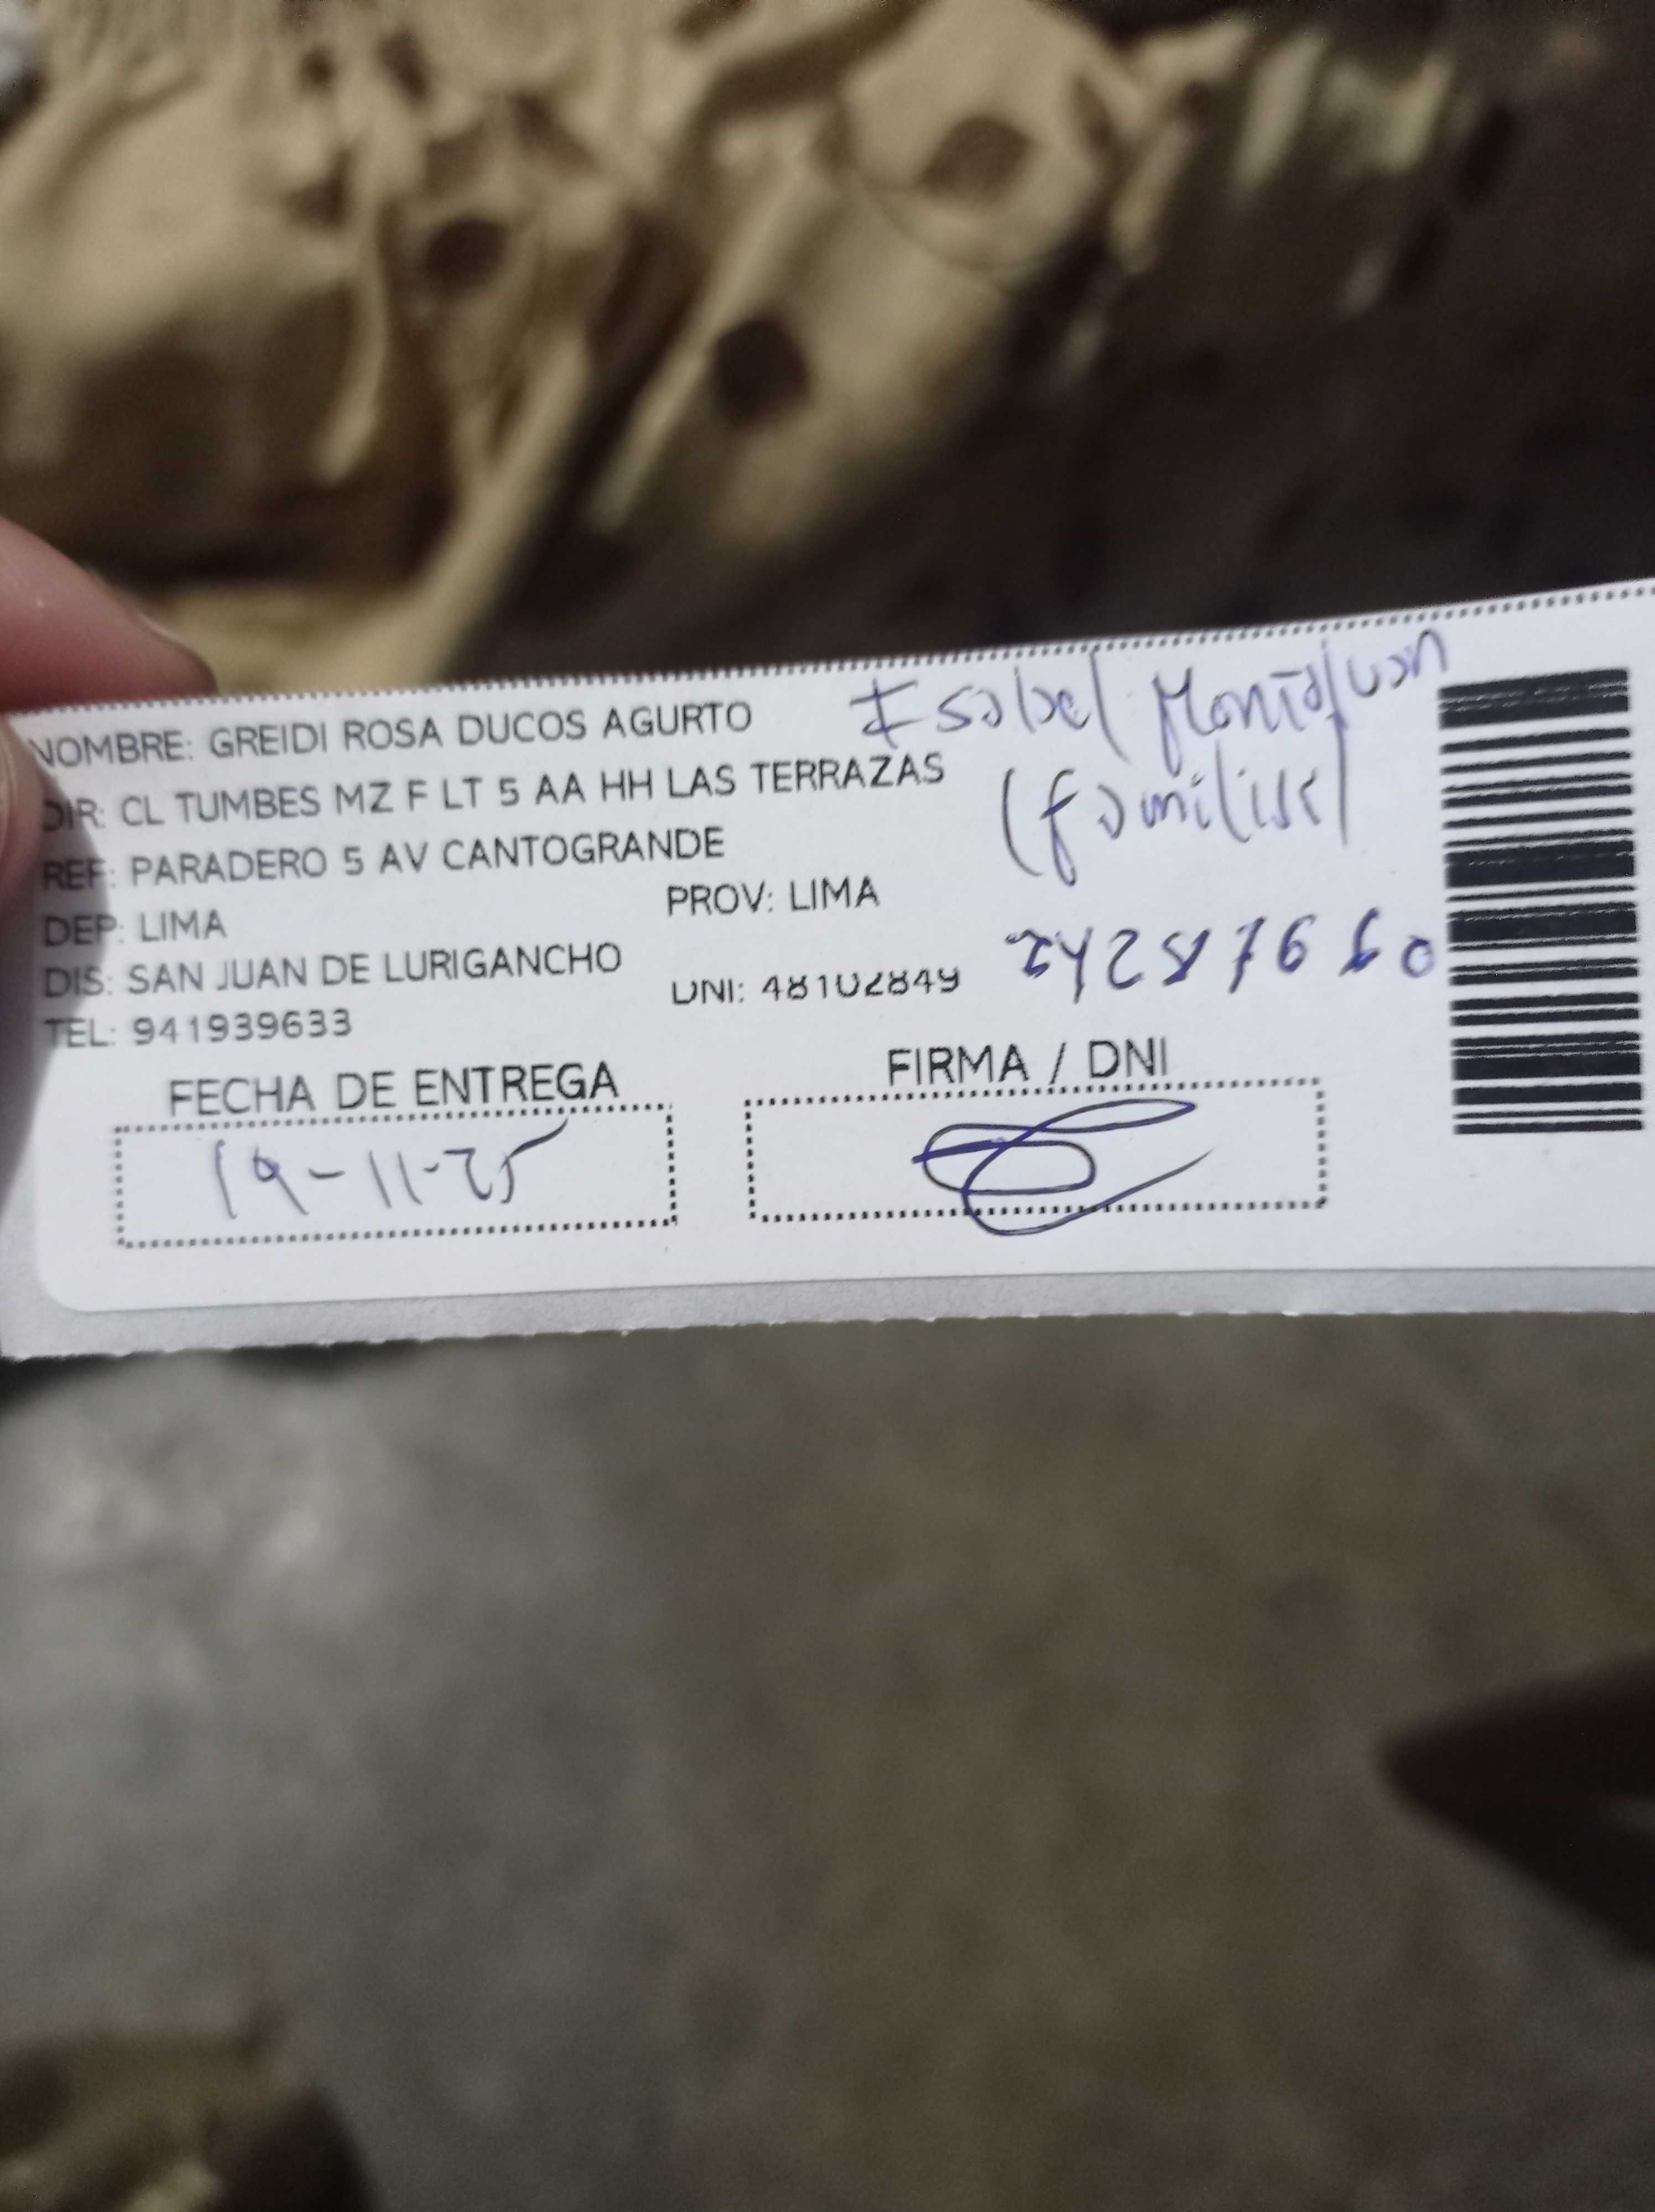 NOMBRE: GREIDI ROSA DUCOS AGURTO
Isabel
DIR: CL TUMBES MZ F LT 5 AA HH LAS TERRAZAS
(familiar)
REF: PARADERO 5 AV CANTOGRANDE
DEP: LIMA PROV: LIMA
DIS: SAN JUAN DE LURIGANCHO DNI: 48102849
TEL: 941939633
FECHA DE ENTREGA FIRMA / DNI
19-11-25